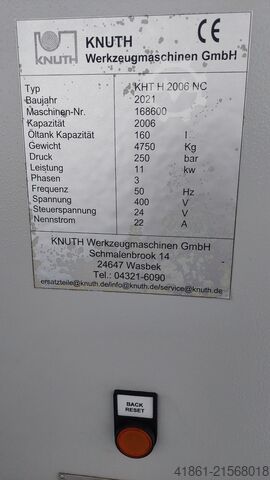 KNUTH
KNUTH
CE
Werkzeugmaschinen GmbH
Typ KHT H 2006 NC
Baujahr 2021
Maschinen-Nr. 168600
Kapazität 2006
Öltank Kapazität 160 l
Gewicht 4750 Kg
Druck 250 bar
Leistung 11 kw
Phasen 3
Frequenz 50 Hz
Spannung 400 V
Steuerspannung 24 V
Nennstrom 22 A
KNUTH Werkzeugmaschinen GmbH
Schmalenbrook 14
24647 Wasbek
Tel.: 04321-6090
ersatzteile@knuth.de/info@knuth.de/service@knuth.de
BACK
RESET
41861-21568018